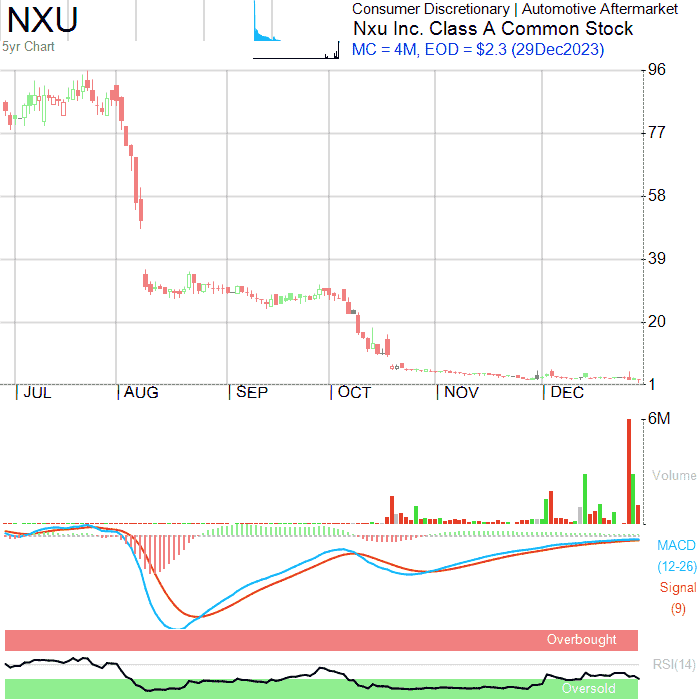 NXU
5yr Chart
Consumer Discretionary | Automotive Aftermarket
Nxu Inc. Class A Common Stock
MC = 4M, EOD = $2.3 (29Dec2023)
96
77
58
39
20
1
JUL AUG SEP OCT NOV DEC
6M
Volume
MACD
(12-26)
Signal
(9)
Overbought
RSI(14)
Oversold